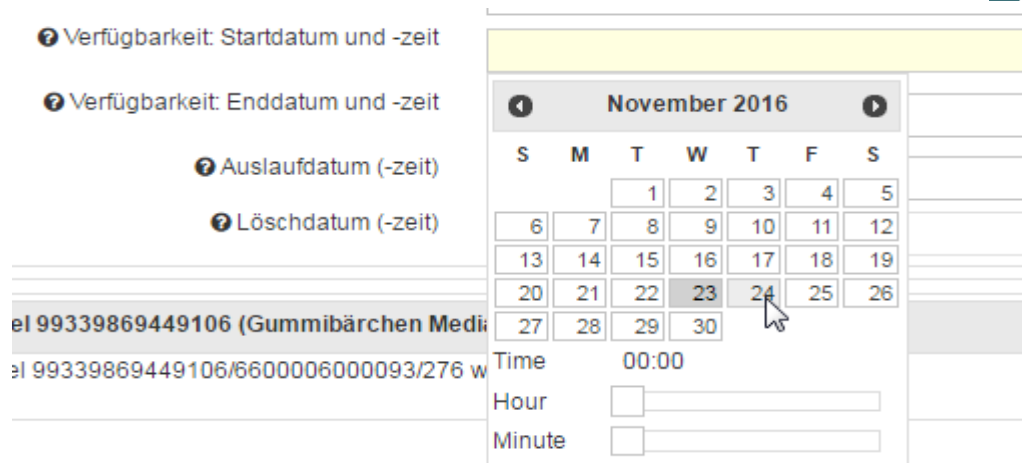 Verfügbarkeit: Startdatum und -zeit
Verfügbarkeit: Enddatum und -zeit
Auslaufdatum (-zeit)
Löschdatum (-zeit)
November 2016
S M T W T F S
1 2 3 4 5
6 7 8 9 10 11 12
13 14 15 16 17 18 19
20 21 22 23 24 25 26
27 28 29 30
Time 00:00
Hour
Minute
el 99339869449106 (Gummibärchen Medi
el 99339869449106/6600006000093/276 w